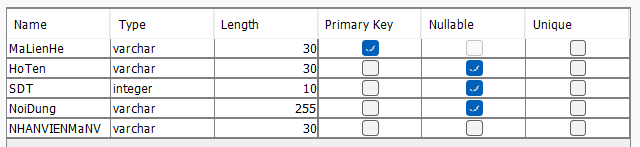 Name Type Length Primary Key Nullable Unique
MaLienHe varchar 30
HoTen varchar 30
SDT integer 10
NoiDung varchar 255
NHANVIENMaNV varchar 30